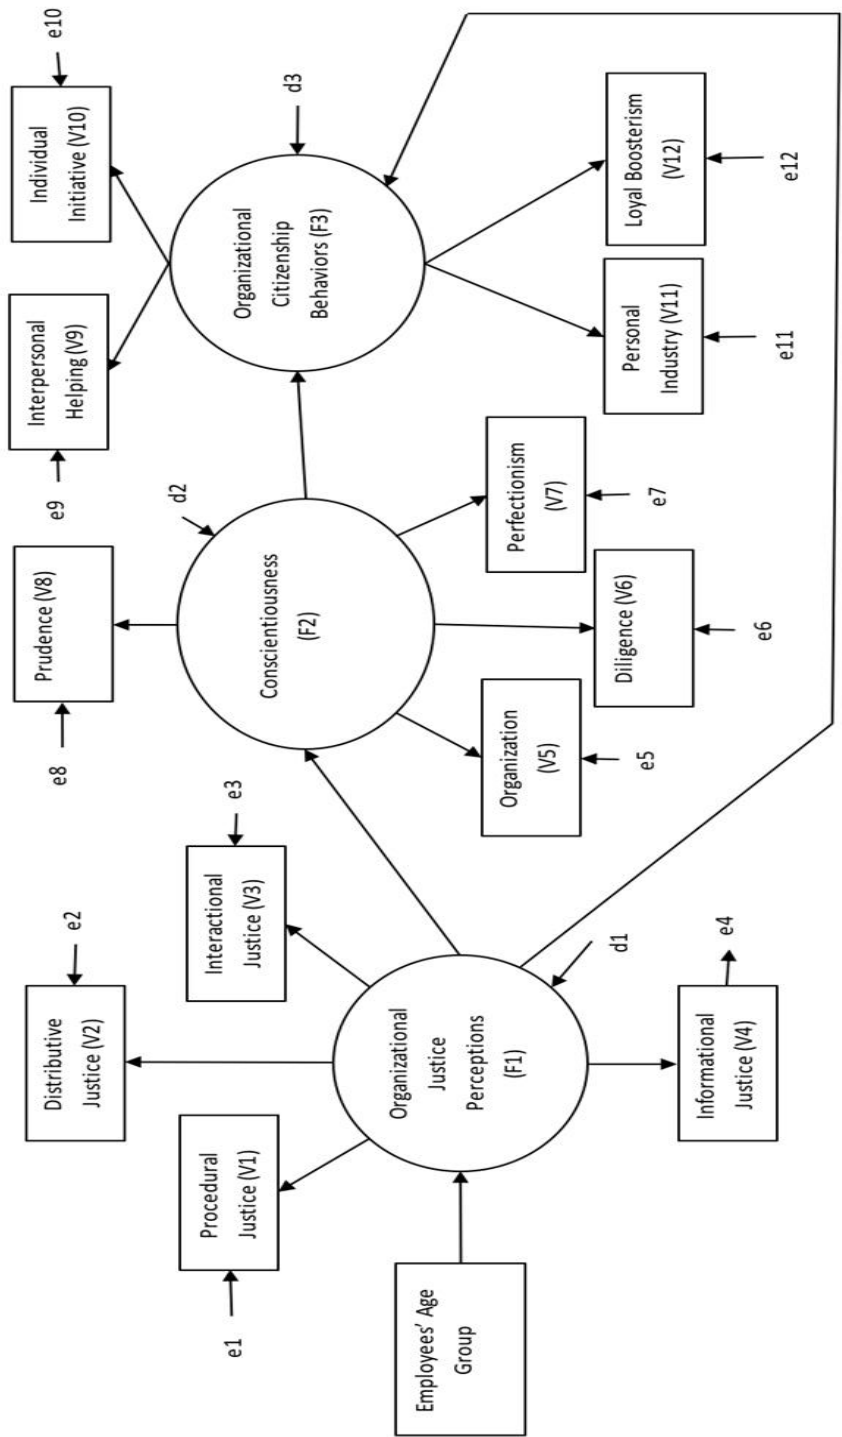 e1
Procedural
Justice (V1)
Distributive
Justice (V2)
e2
Interactional
Justice (V3)
e3
Employees' Age
Group
Organizational
Justice
Perceptions
(F1)
d1
Informational
Justice (V4)
e4
e8
Prudence (V8)
d2
Conscientiousness
(F2)
Organization
(V5)
e5
Diligence (V6)
e6
Perfectionism
(V7)
e7
e9
Interpersonal
Helping (V9)
Individual
Initiative (V10)
e10
d3
Organizational
Citizenship
Behaviors (F3)
Personal
Industry (V11)
e11
Loyal Boosterism
(V12)
e12